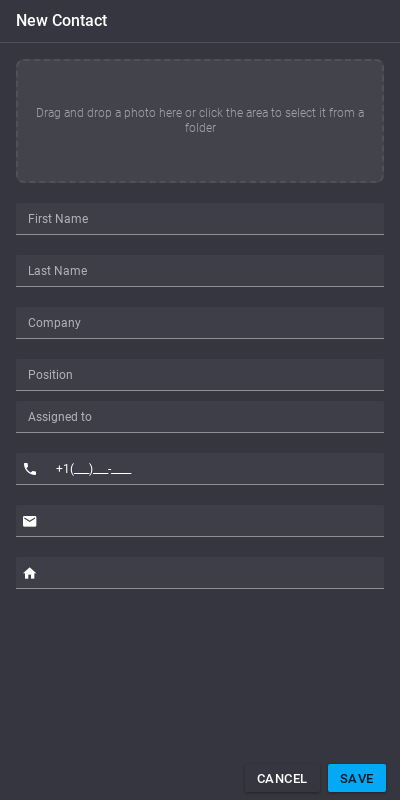 New Contact
Drag and drop a photo here or click the area to select it from a
folder
First Name
Last Name
Company
Position
Assigned to
+1(___)___-____
CANCEL
SAVE